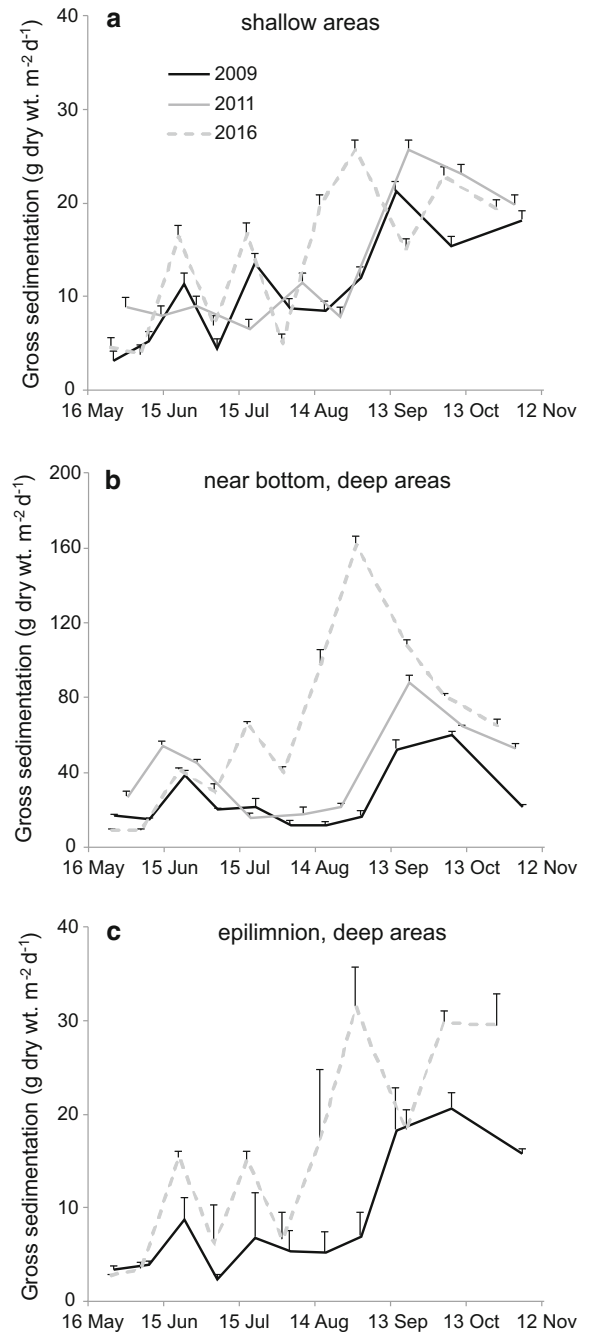 a shallow areas
Gross sedimentation (g dry wt. m-2 d-1)
40
30
20
10
0
2009
2011
2016
16 May 15 Jun 15 Jul 14 Aug 13 Sep 13 Oct 12 Nov
b near bottom, deep areas
Gross sedimentation (g dry wt. m-2 d-1)
200
160
120
80
40
0
16 May 15 Jun 15 Jul 14 Aug 13 Sep 13 Oct 12 Nov
c epilimnion, deep areas
Gross sedimentation (g dry wt. m-2 d-1)
40
30
20
10
0
16 May 15 Jun 15 Jul 14 Aug 13 Sep 13 Oct 12 Nov